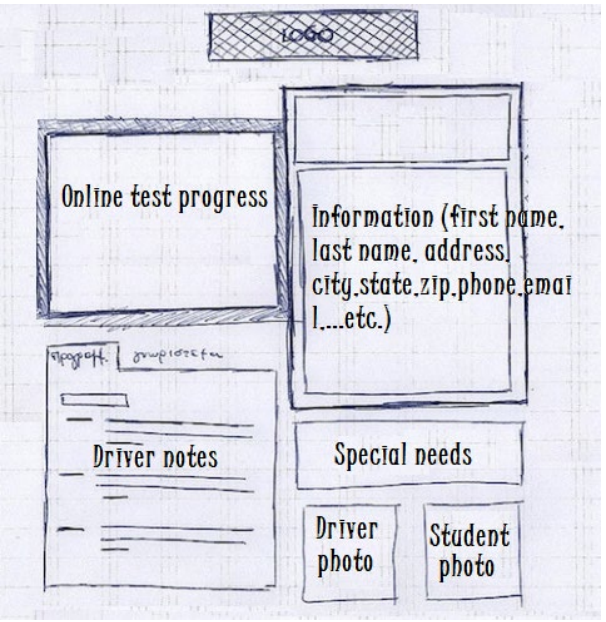 LOGO
Online test progress
Information (first name,
last name, address,
city,state,zip,phone,emai
l,...etc.)
Driver notes
Special needs
Driver
photo
Student
photo